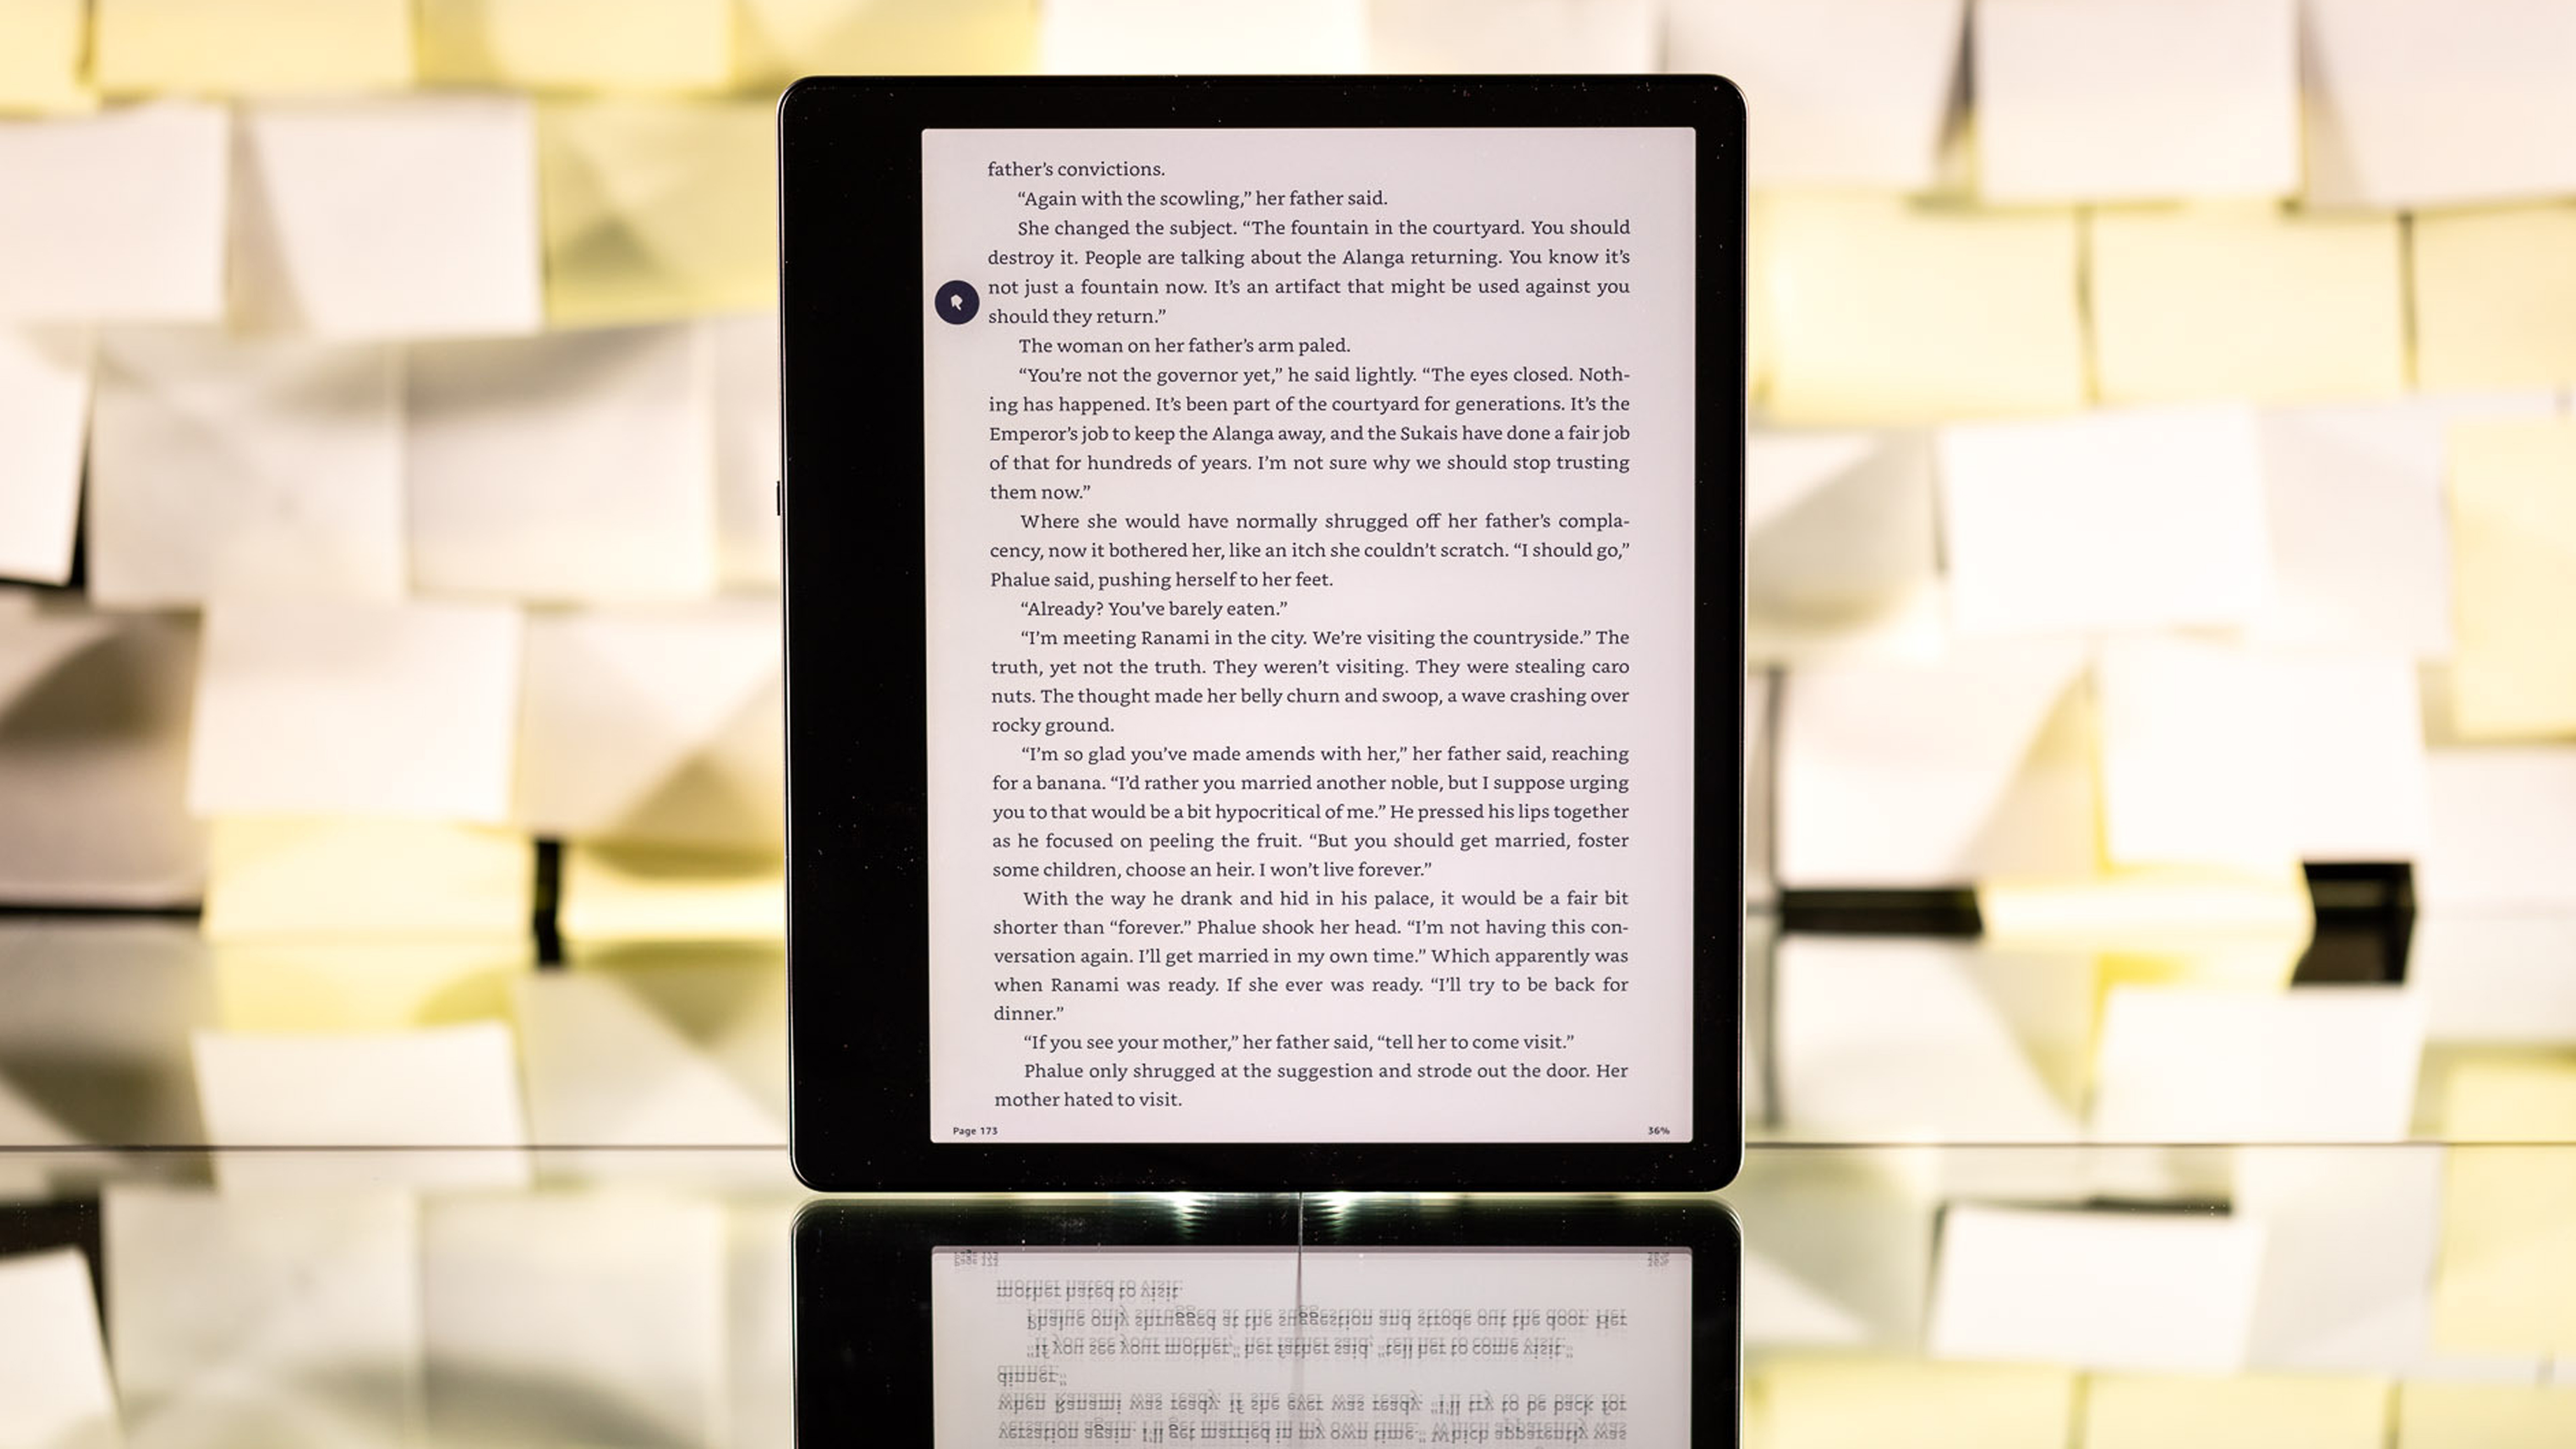 father’s convictions.
“Again with the scowling,” her father said.
She changed the subject. “The fountain in the courtyard. You should
destroy it. People are talking about the Alanga returning. You know it’s
not just a fountain now. It’s an artifact that might be used against you
should they return.”
The woman on her father’s arm paled.
“You’re not the governor yet,” he said lightly. “The eyes closed. Noth-
ing has happened. It’s been part of the courtyard for generations. It’s the
Emperor’s job to keep the Alanga away, and the Sukais have done a fair job
of that for hundreds of years. I’m not sure why we should stop trusting
them now.”
Where she would have normally shrugged off her father’s compla-
cency, now it bothered her, like an itch she couldn’t scratch. “I should go,”
Phalue said, pushing herself to her feet.
“Already? You’ve barely eaten.”
“I’m meeting Ranami in the city. We’re visiting the countryside.” The
truth, yet not the truth. They weren’t visiting. They were stealing caro
nuts. The thought made her belly churn and swoop, a wave crashing over
rocky ground.
“I’m so glad you’ve made amends with her,” her father said, reaching
for a banana. “I’d rather you married another noble, but I suppose urging
you to that would be a bit hypocritical of me.” He pressed his lips together
as he focused on peeling the fruit. “But you should get married, foster
some children, choose an heir. I won’t live forever.”
With the way he drank and hid in his palace, it would be a fair bit
shorter than “forever.” Phalue shook her head. “I’m not having this con-
versation again. I’ll get married in my own time.” Which apparently was
when Ranami was ready. If she ever was ready. “I’ll try to be back for
dinner.”
“If you see your mother,” her father said, “tell her to come visit.”
Phalue only shrugged at the suggestion and strode out the door. Her
mother hated to visit.
Page 173
36%